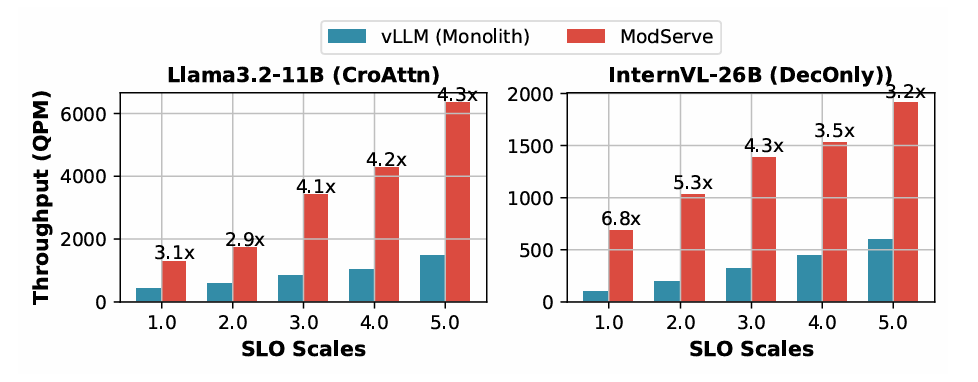 vLLM (Monolith) ModServe
Llama3.2-11B (CroAttn)
Throughput (QPM)
6000
4000
2000
0
3.1x
2.9x
4.1x
4.2x
4.3x
1.0 2.0 3.0 4.0 5.0
SLO Scales
InternVL-26B (DecOnly))
2000
1500
1000
500
0
6.8x
5.3x
4.3x
3.5x
3.2x
1.0 2.0 3.0 4.0 5.0
SLO Scales